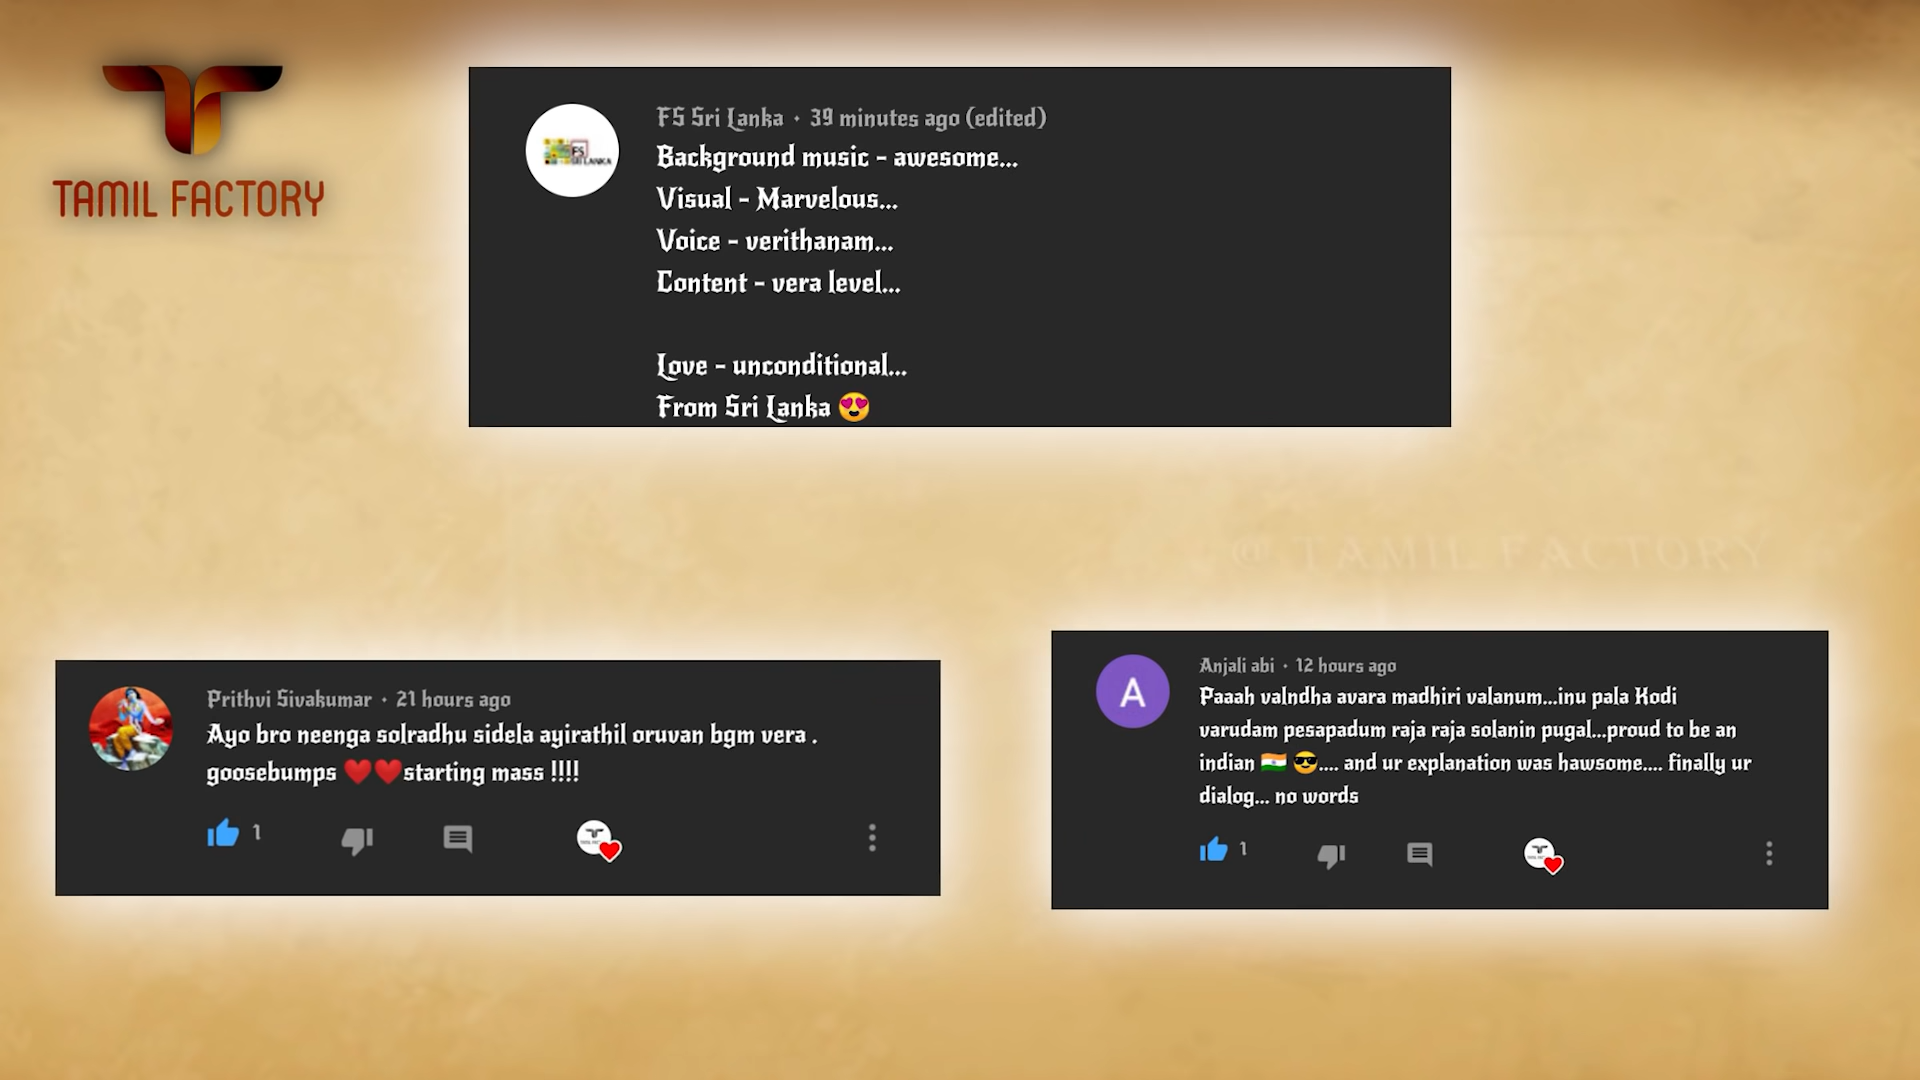 TAMIL FACTORY
FS Sri Lanka · 39 minutes ago (edited)
Background music - awesome...
Visual - Marvelous...
Voice - verithanam...
Content - vera level...
Love - unconditional...
From Sri Lanka 😍
FS
SRI LANKA
@ TAMIL FACTORY
Prithvi Sivakumar · 21 hours ago
Ayo bro neenga solradhu sidela ayirathil oruvan bgm vera .
goosebumps ❤️❤️starting mass !!!!
1
A
Anjali abi · 12 hours ago
Paaah valndha avara madhiri valanum...inu pala Kodi
varudam pesapadum raja raja solanin pugal...proud to be an
indian 🇮🇳 😎.... and ur explanation was hawsome.... finally ur
dialog... no words
1